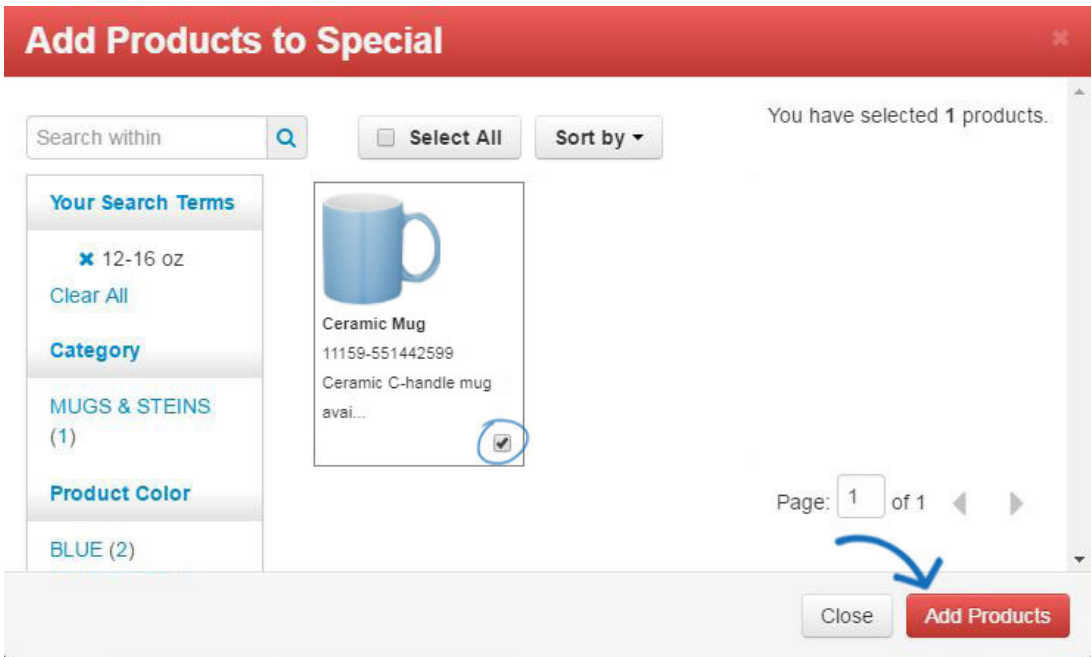 Add Products to Special
You have selected 1 products.
Search within
Select All
Sort by
Your Search Terms
12-16 oz
Clear All
Category
MUGS & STEINS
(1)
Product Color
BLUE (2)
Ceramic Mug
11159-551442599
Ceramic C-handle mug
avai...
Page: 1 of 1
Close
Add Products